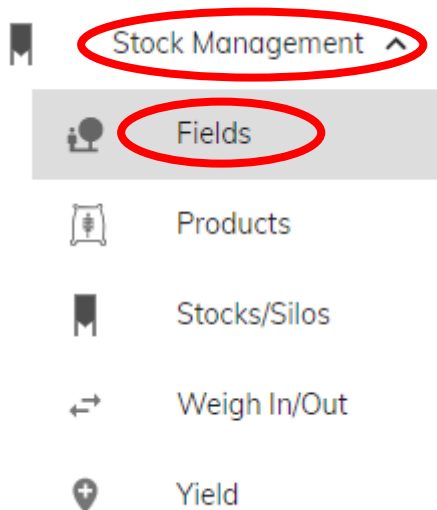 Stock Management
Fields
Products
Stocks/Silos
Weigh In/Out
Yield